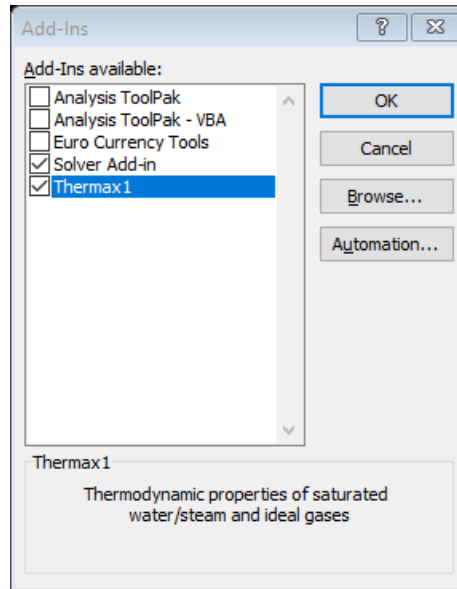 Add-Ins
Add-Ins available:
Analysis ToolPak
Analysis ToolPak - VBA
Euro Currency Tools
Solver Add-in
Thermax1
OK
Cancel
Browse...
Automation...
Thermax1
Thermodynamic properties of saturated
water/steam and ideal gases